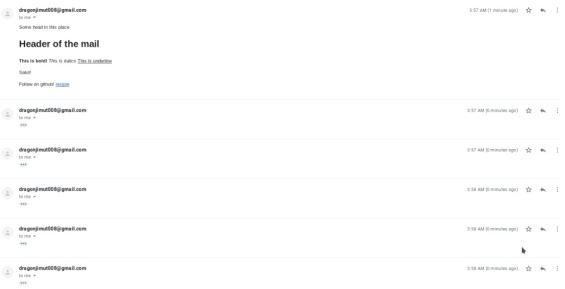 dragonjimut008@gmail.com 3:57 AM (1 minute ago)
to me
Some head in this place
Header of the mail
This is bold! This is italics This is underline
Salut!
Follow on github!
dragonjimut008@gmail.com 3:57 AM (0 minutes ago)
to me
dragonjimut008@gmail.com 3:57 AM (0 minutes ago)
to me
dragonjimut008@gmail.com 3:58 AM (0 minutes ago)
to me
dragonjimut008@gmail.com 3:58 AM (0 minutes ago)
to me
dragonjimut008@gmail.com 3:58 AM (0 minutes ago)
to me